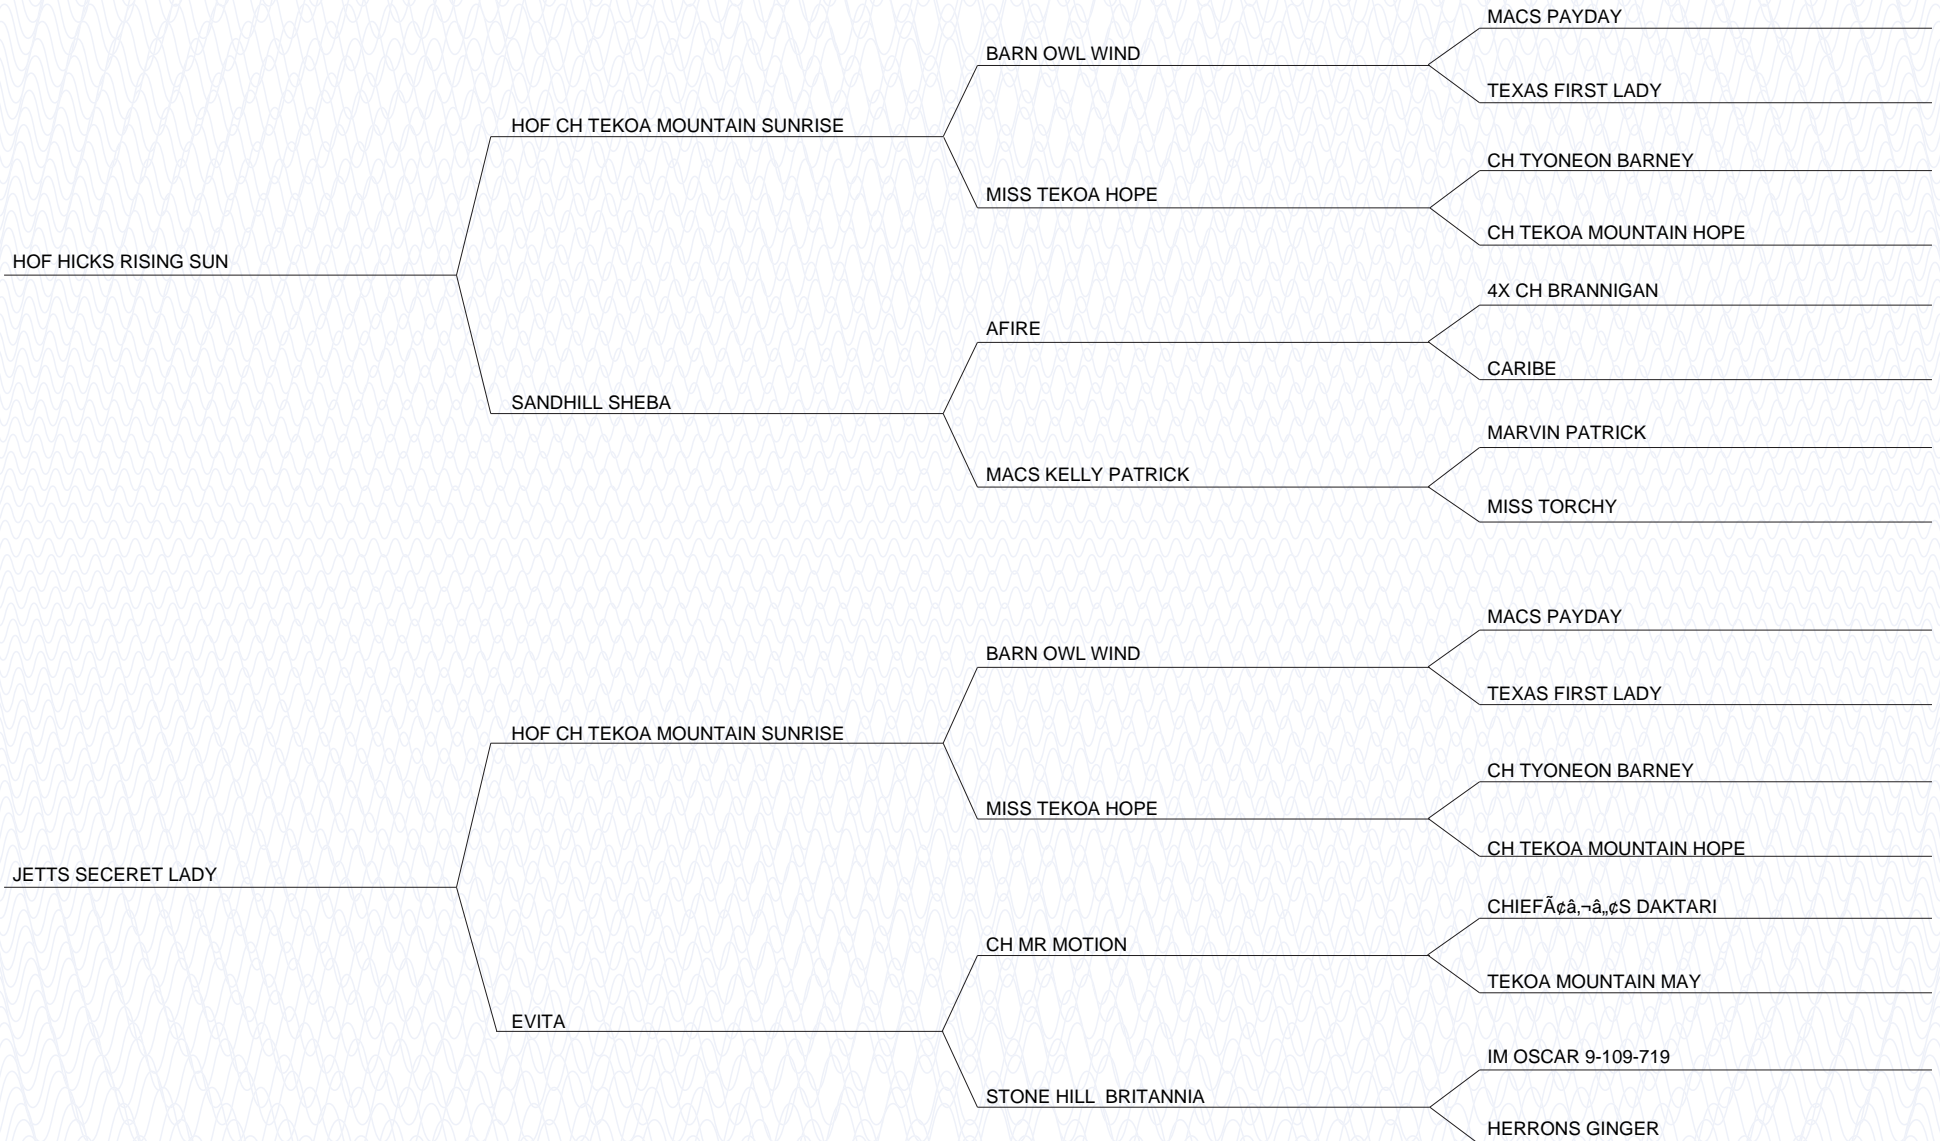 MACS PAYDAY
BARN OWL WIND
TEXAS FIRST LADY
HOF CH TEKOA MOUNTAIN SUNRISE
CH TYONEON BARNEY
MISS TEKOA HOPE
CH TEKOA MOUNTAIN HOPE
HOF HICKS RISING SUN
4X CH BRANNIGAN
AFIRE
CARIBE
SANDHILL SHEBA
MARVIN PATRICK
MACS KELLY PATRICK
MISS TORCHY
MACS PAYDAY
BARN OWL WIND
TEXAS FIRST LADY
HOF CH TEKOA MOUNTAIN SUNRISE
CH TYONEON BARNEY
MISS TEKOA HOPE
CH TEKOA MOUNTAIN HOPE
JETTS SECERET LADY
CHIEFÃ¢â‚¬â„¢S DAKTARI
CH MR MOTION
TEKOA MOUNTAIN MAY
EVITA
IM OSCAR 9-109-719
STONE HILL  BRITANNIA
HERRONS GINGER